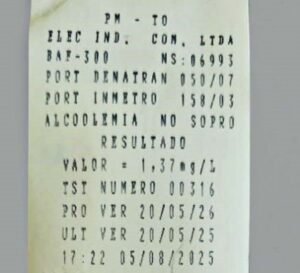 PM - TO
ELEC IND. COM. LTDA
BAF-300 NS:06993
PORT DENATRAN 050/07
PORT INMETRO 158/03
ALCOOLEMIA NO SOPRO
RESULTADO
VALOR = 1,37mg/L
TST NUMERO 00316
PRO VER 20/05/26
ULT VER 20/05/25
17:22 05/08/2025